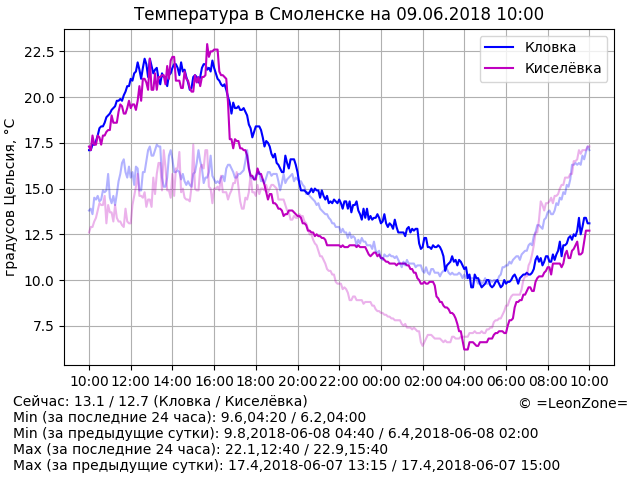 Температура в Смоленске на 09.06.2018 10:00
градусов Цельсия, °C
22.5
20.0
17.5
15.0
12.5
10.0
7.5
Кловка
Киселёвка
10:00 12:00 14:00 16:00 18:00 20:00 22:00 00:00 02:00 04:00 06:00 08:00 10:00
Сейчас: 13.1 / 12.7 (Кловка / Киселёвка)
© =LeonZone=
Min (за последние 24 часа): 9.6,04:20 / 6.2,04:00
Min (за предыдущие сутки): 9.8,2018-06-08 04:40 / 6.4,2018-06-08 02:00
Max (за последние 24 часа): 22.1,12:40 / 22.9,15:40
Max (за предыдущие сутки): 17.4,2018-06-07 13:15 / 17.4,2018-06-07 15:00